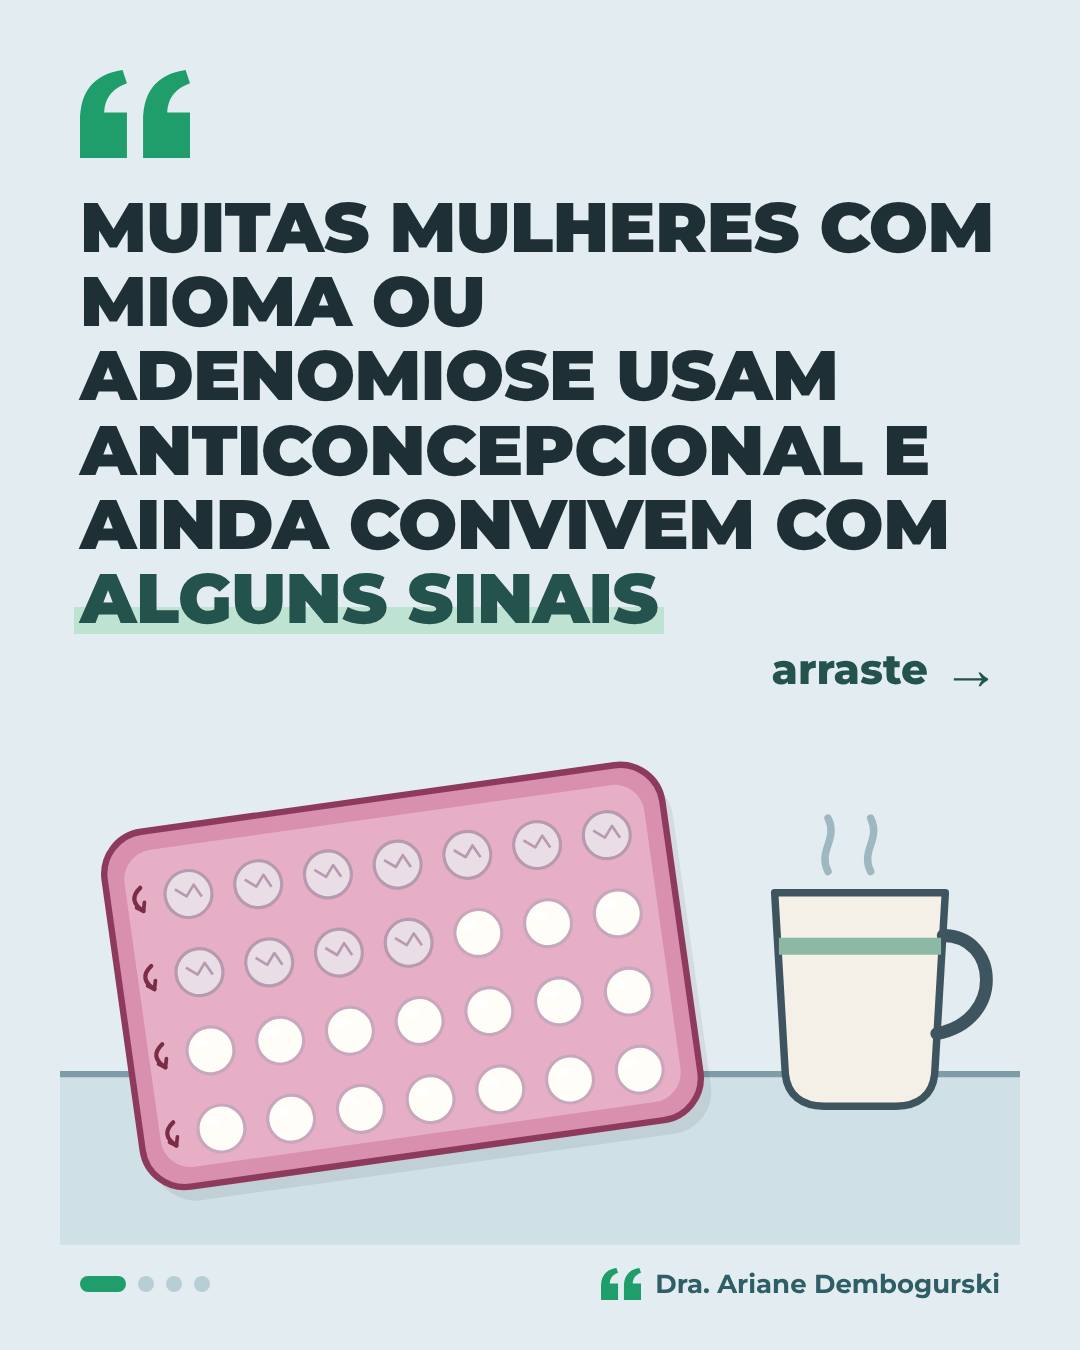 MUITAS MULHERES COM
MIOMA OU
ADENOMIOSE USAM
ANTICONCEPCIONAL E
AINDA CONVIVEM COM
ALGUNS SINAIS
arraste →
Dra. Ariane Dembogurski